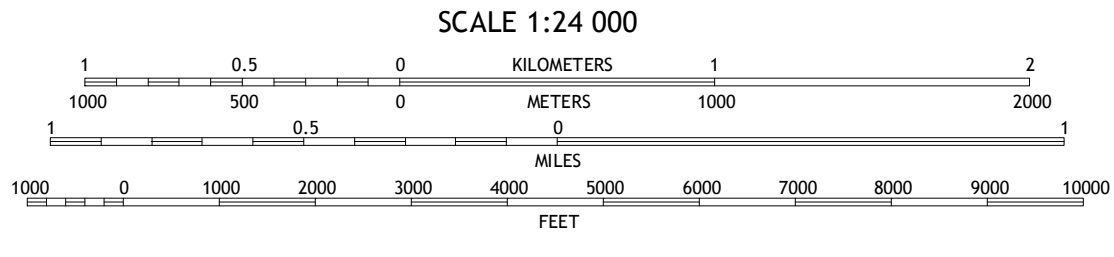 SCALE 1:24 000
1 0.5 0 KILOMETERS 1 2
1000 500 0 METERS 1000 2000
1 0.5 0 1
MILES
1000 0 1000 2000 3000 4000 5000 6000 7000 8000 9000 10000
FEET